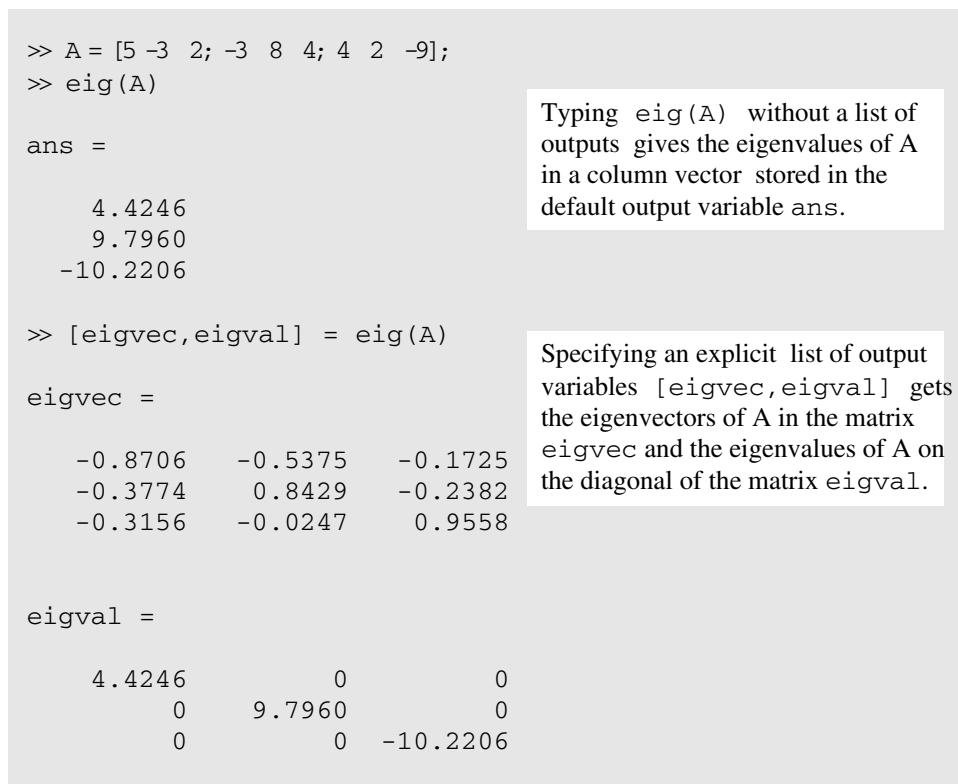 >> A = [5 -3 2; -3 8 4; 4 2 -9];
>> eig(A)
ans =
4.4246
9.7960
-10.2206
Typing eig(A) without a list of
outputs gives the eigenvalues of A
in a column vector stored in the
default output variable ans.
>> [eigvec,eigval] = eig(A)
eigvec =
-0.8706 -0.5375 -0.1725
-0.3774 0.8429 -0.2382
-0.3156 -0.0247 0.9558
Specifying an explicit list of output
variables [eigvec,eigval] gets
the eigenvectors of A in the matrix
eigvec and the eigenvalues of A on
the diagonal of the matrix eigval.
eigval =
4.4246 0 0
0 9.7960 0
0 0 -10.2206